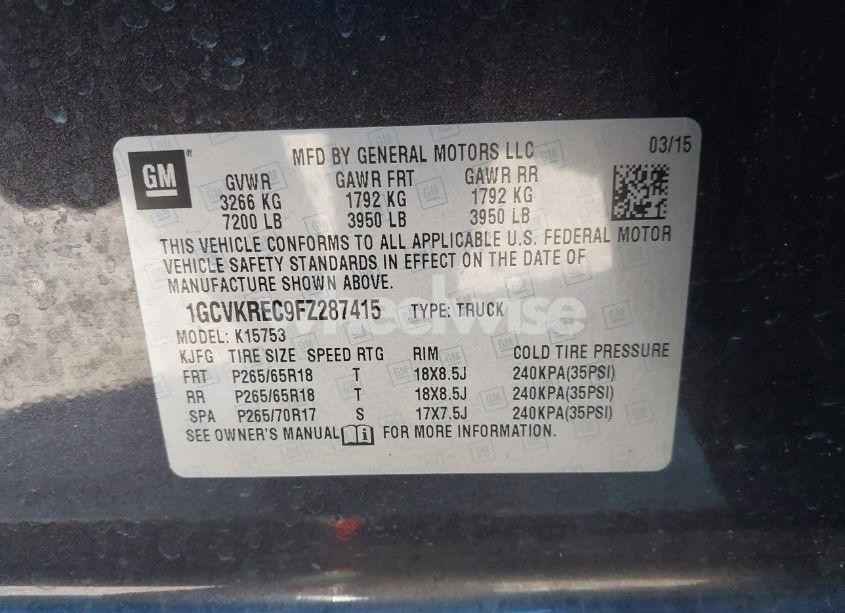 GM
MFD BY GENERAL MOTORS LLC 03/15
GVWR GAWR FRT GAWR RR
3266 KG 1792 KG 1792 KG
7200 LB 3950 LB 3950 LB
THIS VEHICLE CONFORMS TO ALL APPLICABLE U.S. FEDERAL MOTOR
VEHICLE SAFETY STANDARDS IN EFFECT ON THE DATE OF
MANUFACTURE SHOWN ABOVE.
1GCVKREC9FZ287415 TYPE: TRUCK
wheelwise
MODEL: K15753
KJFG TIRE SIZE SPEED RTG RIM COLD TIRE PRESSURE
FRT P265/65R18 T 18X8.5J 240KPA(35PSI)
RR P265/65R18 T 18X8.5J 240KPA(35PSI)
SPA P265/70R17 S 17X7.5J 240KPA(35PSI)
SEE OWNER'S MANUAL FOR MORE INFORMATION.